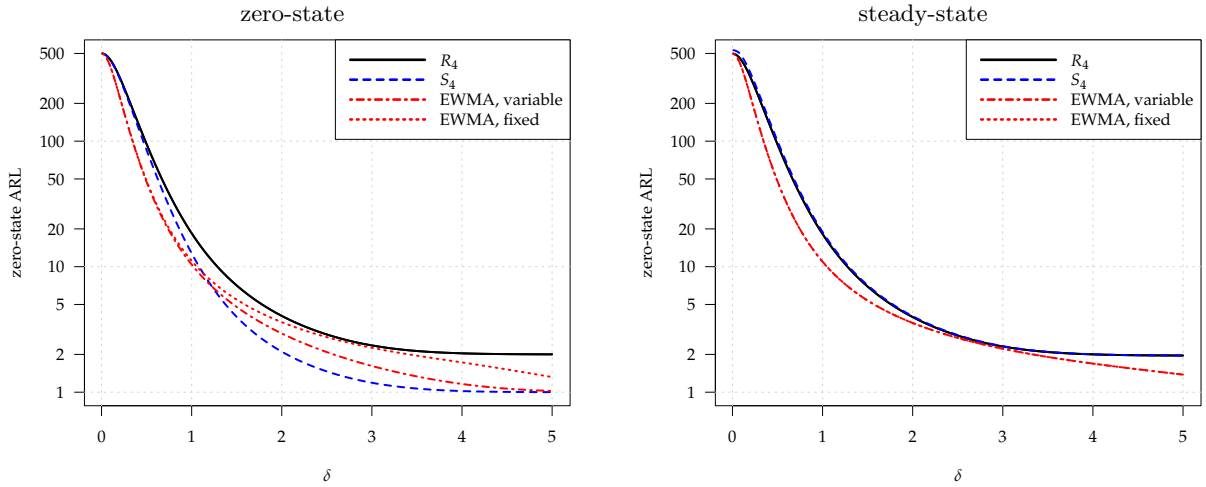 zero-state
zero-state ARL
500
200
100
50
20
10
5
2
1
R4
S4
EWMA, variable
EWMA, fixed
0 1 2 3 4 5
δ
steady-state
zero-state ARL
500
200
100
50
20
10
5
2
1
R4
S4
EWMA, variable
EWMA, fixed
0 1 2 3 4 5
δ